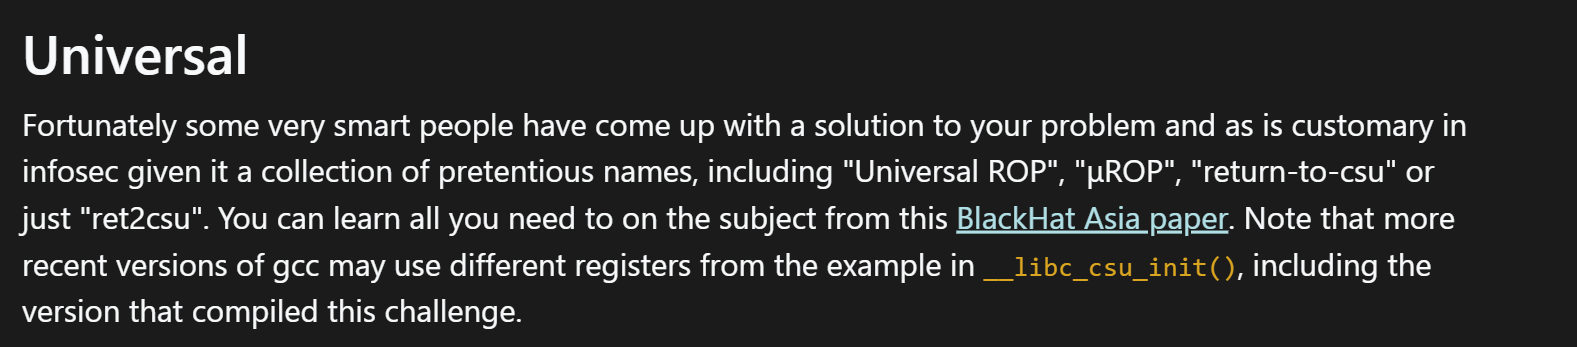 Universal
Fortunately some very smart people have come up with a solution to your problem and as is customary in
infosec given it a collection of pretentious names, including "Universal ROP", "μROP", "return-to-csu" or
just "ret2csu". You can learn all you need to on the subject from this BlackHat Asia paper. Note that more
recent versions of gcc may use different registers from the example in __libc_csu_init(), including the
version that compiled this challenge.